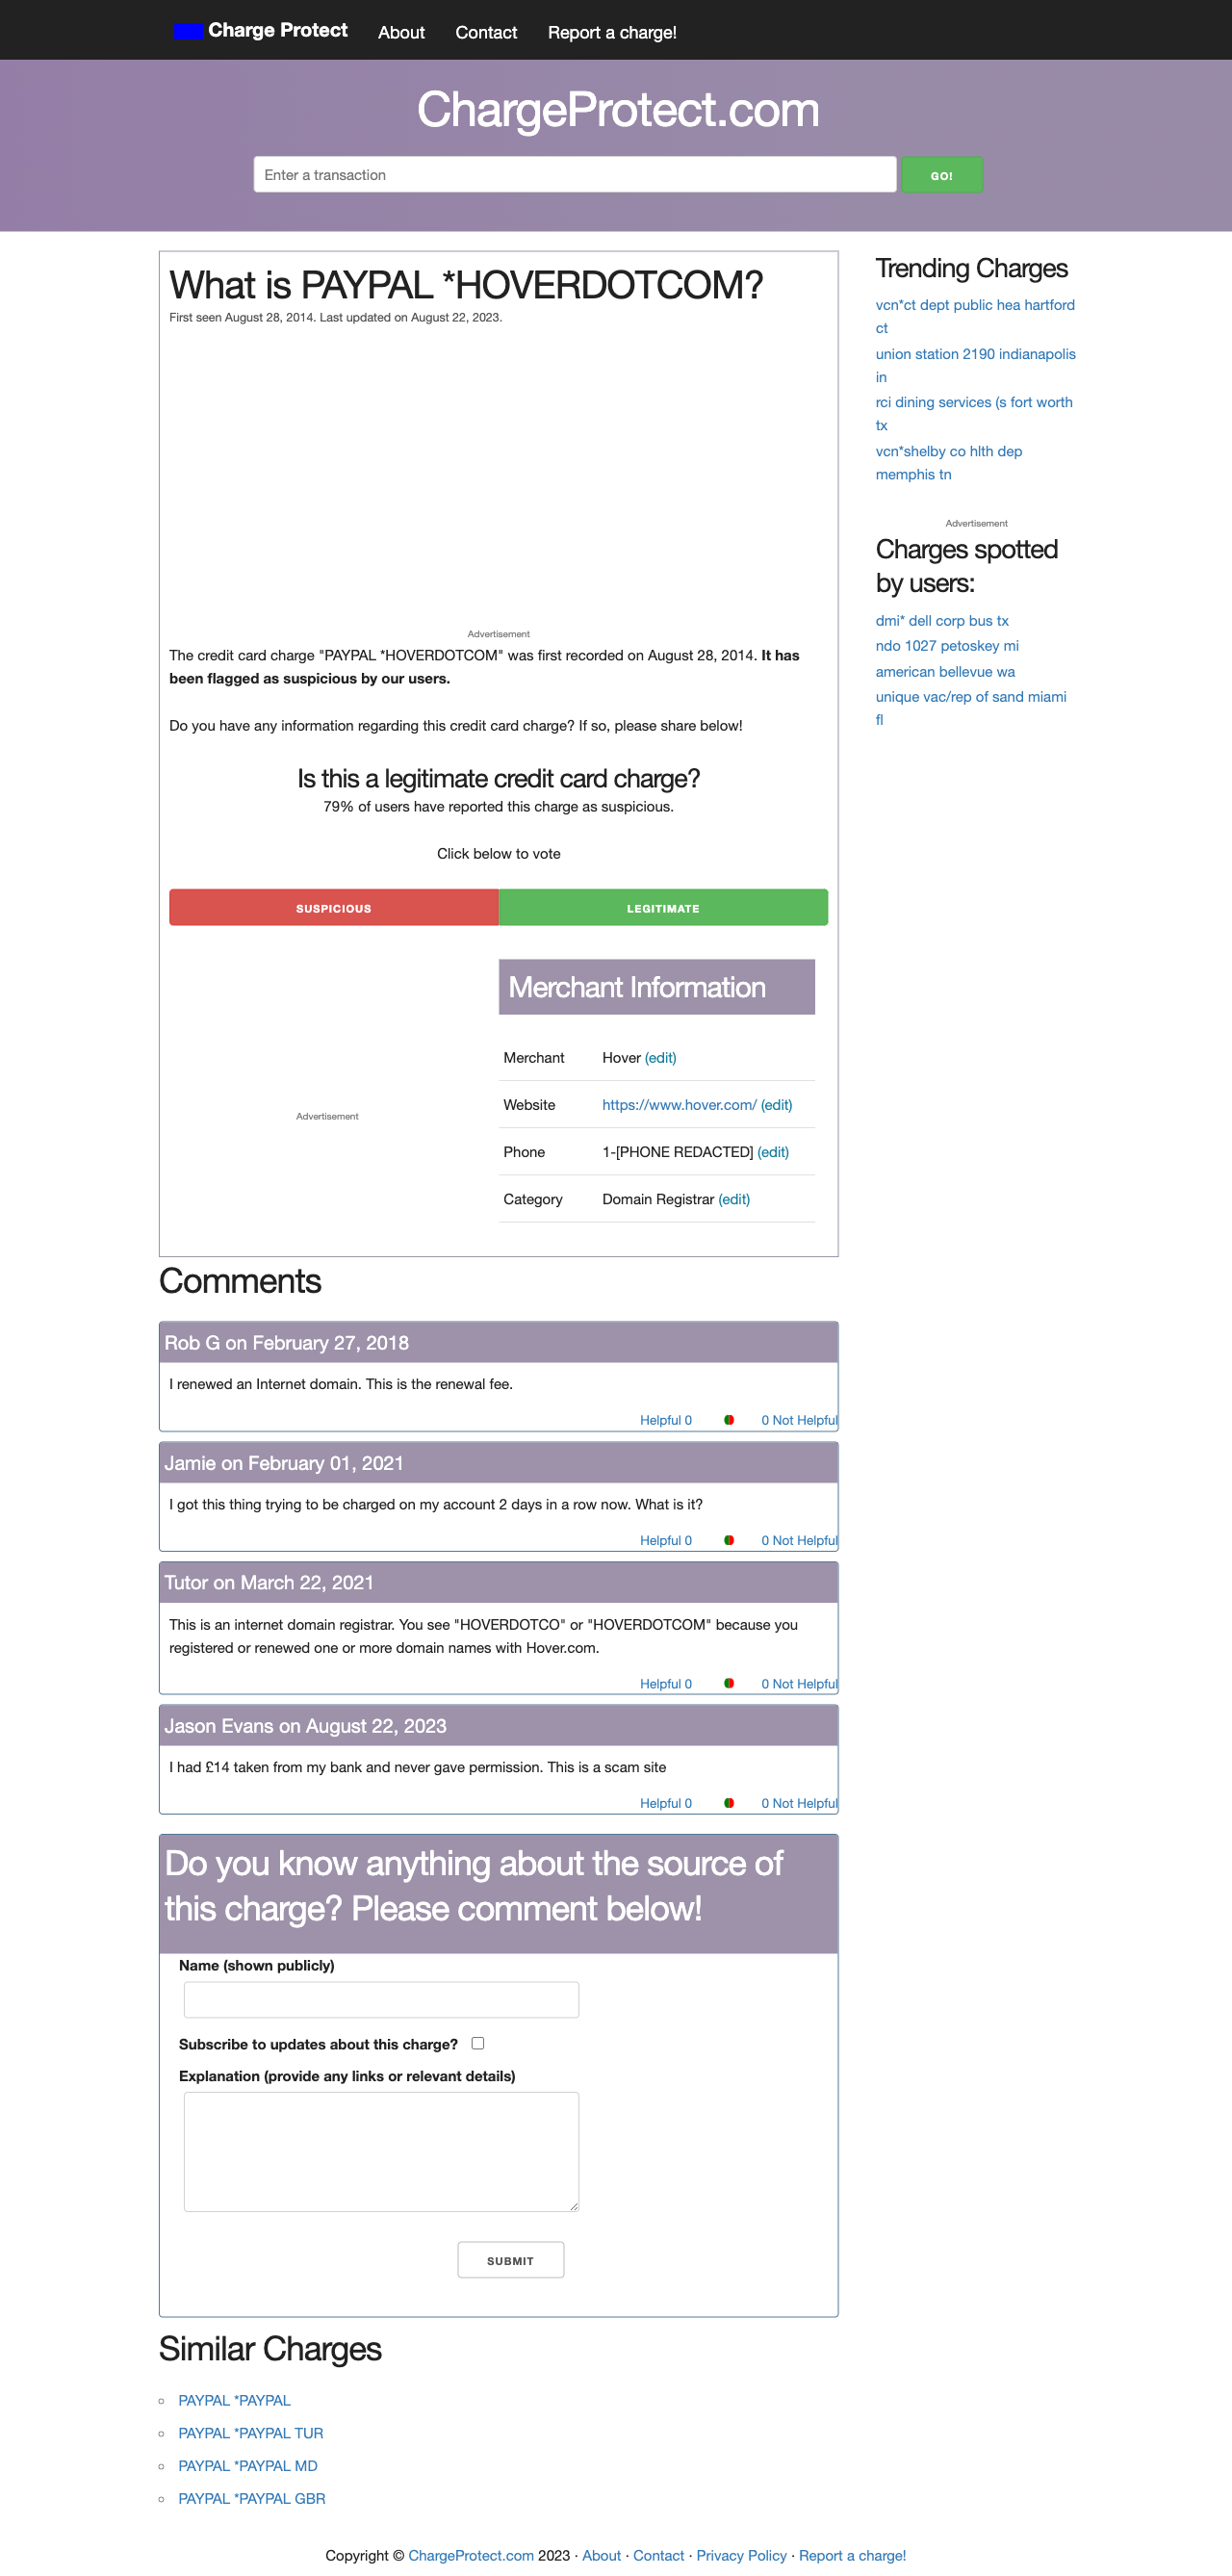 Charge Protect
About
Contact
Report a charge!
ChargeProtect.com
Enter a transaction
GO!
What is PAYPAL *HOVERDOTCOM?
First seen August 28, 2014. Last updated on August 22, 2023.
Advertisement
The credit card charge "PAYPAL *HOVERDOTCOM" was first recorded on August 28, 2014. It has
been flagged as suspicious by our users.
Do you have any information regarding this credit card charge? If so, please share below!
Is this a legitimate credit card charge?
79% of users have reported this charge as suspicious.
Click below to vote
SUSPICIOUS
LEGITIMATE
Advertisement
Merchant Information
Merchant Hover (edit)
Website https://www.hover.com/ (edit)
Phone 1-[PHONE REDACTED] (edit)
Category Domain Registrar (edit)
Trending Charges
vcn*ct dept public hea hartford
ct
union station 2190 indianapolis
in
rci dining services (s fort worth
tx
vcn*shelby co hlth dep
memphis tn
Advertisement
Charges spotted
by users:
dmi* dell corp bus tx
ndo 1027 petoskey mi
american bellevue wa
unique vac/rep of sand miami
fl
Comments
Rob G on February 27, 2018
I renewed an Internet domain. This is the renewal fee.
Helpful 0 0 Not Helpful
Jamie on February 01, 2021
I got this thing trying to be charged on my account 2 days in a row now. What is it?
Helpful 0 0 Not Helpful
Tutor on March 22, 2021
This is an internet domain registrar. You see "HOVERDOTCO" or "HOVERDOTCOM" because you
registered or renewed one or more domain names with Hover.com.
Helpful 0 0 Not Helpful
Jason Evans on August 22, 2023
I had £14 taken from my bank and never gave permission. This is a scam site
Helpful 0 0 Not Helpful
Do you know anything about the source of
this charge? Please comment below!
Name (shown publicly)
Subscribe to updates about this charge?
Explanation (provide any links or relevant details)
SUBMIT
Similar Charges
PAYPAL *PAYPAL
PAYPAL *PAYPAL TUR
PAYPAL *PAYPAL MD
PAYPAL *PAYPAL GBR
Copyright © ChargeProtect.com 2023 · About · Contact · Privacy Policy · Report a charge!